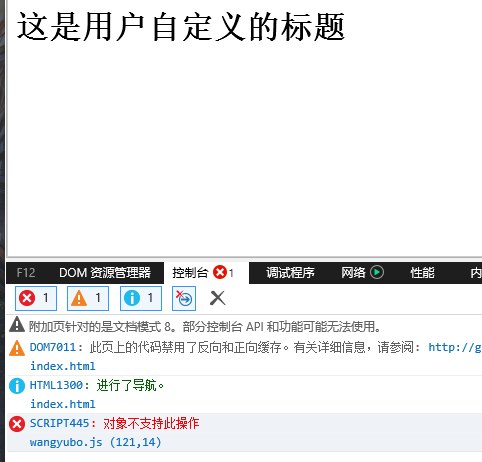 这是用户自定义的标题
F12 DOM 资源管理器 控制台 1 调试程序 网络 性能 内
1 1 1
附加页针对的是文档模式 8。部分控制台 API 和功能可能无法使用。
DOM7011: 此页上的代码禁用了反向和正向缓存。有关详细信息，请参阅: http://g
index.html
HTML1300: 进行了导航。
index.html
SCRIPT445: 对象不支持此操作
wangyubo.js (121,14)